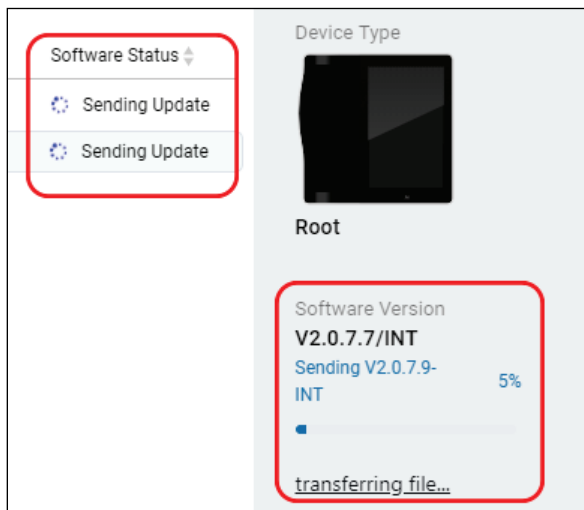 Software Status
Sending Update
Sending Update
Device Type
Root
Software Version
V2.0.7.7/INT
Sending V2.0.7.9-
INT
5%
transferring file...